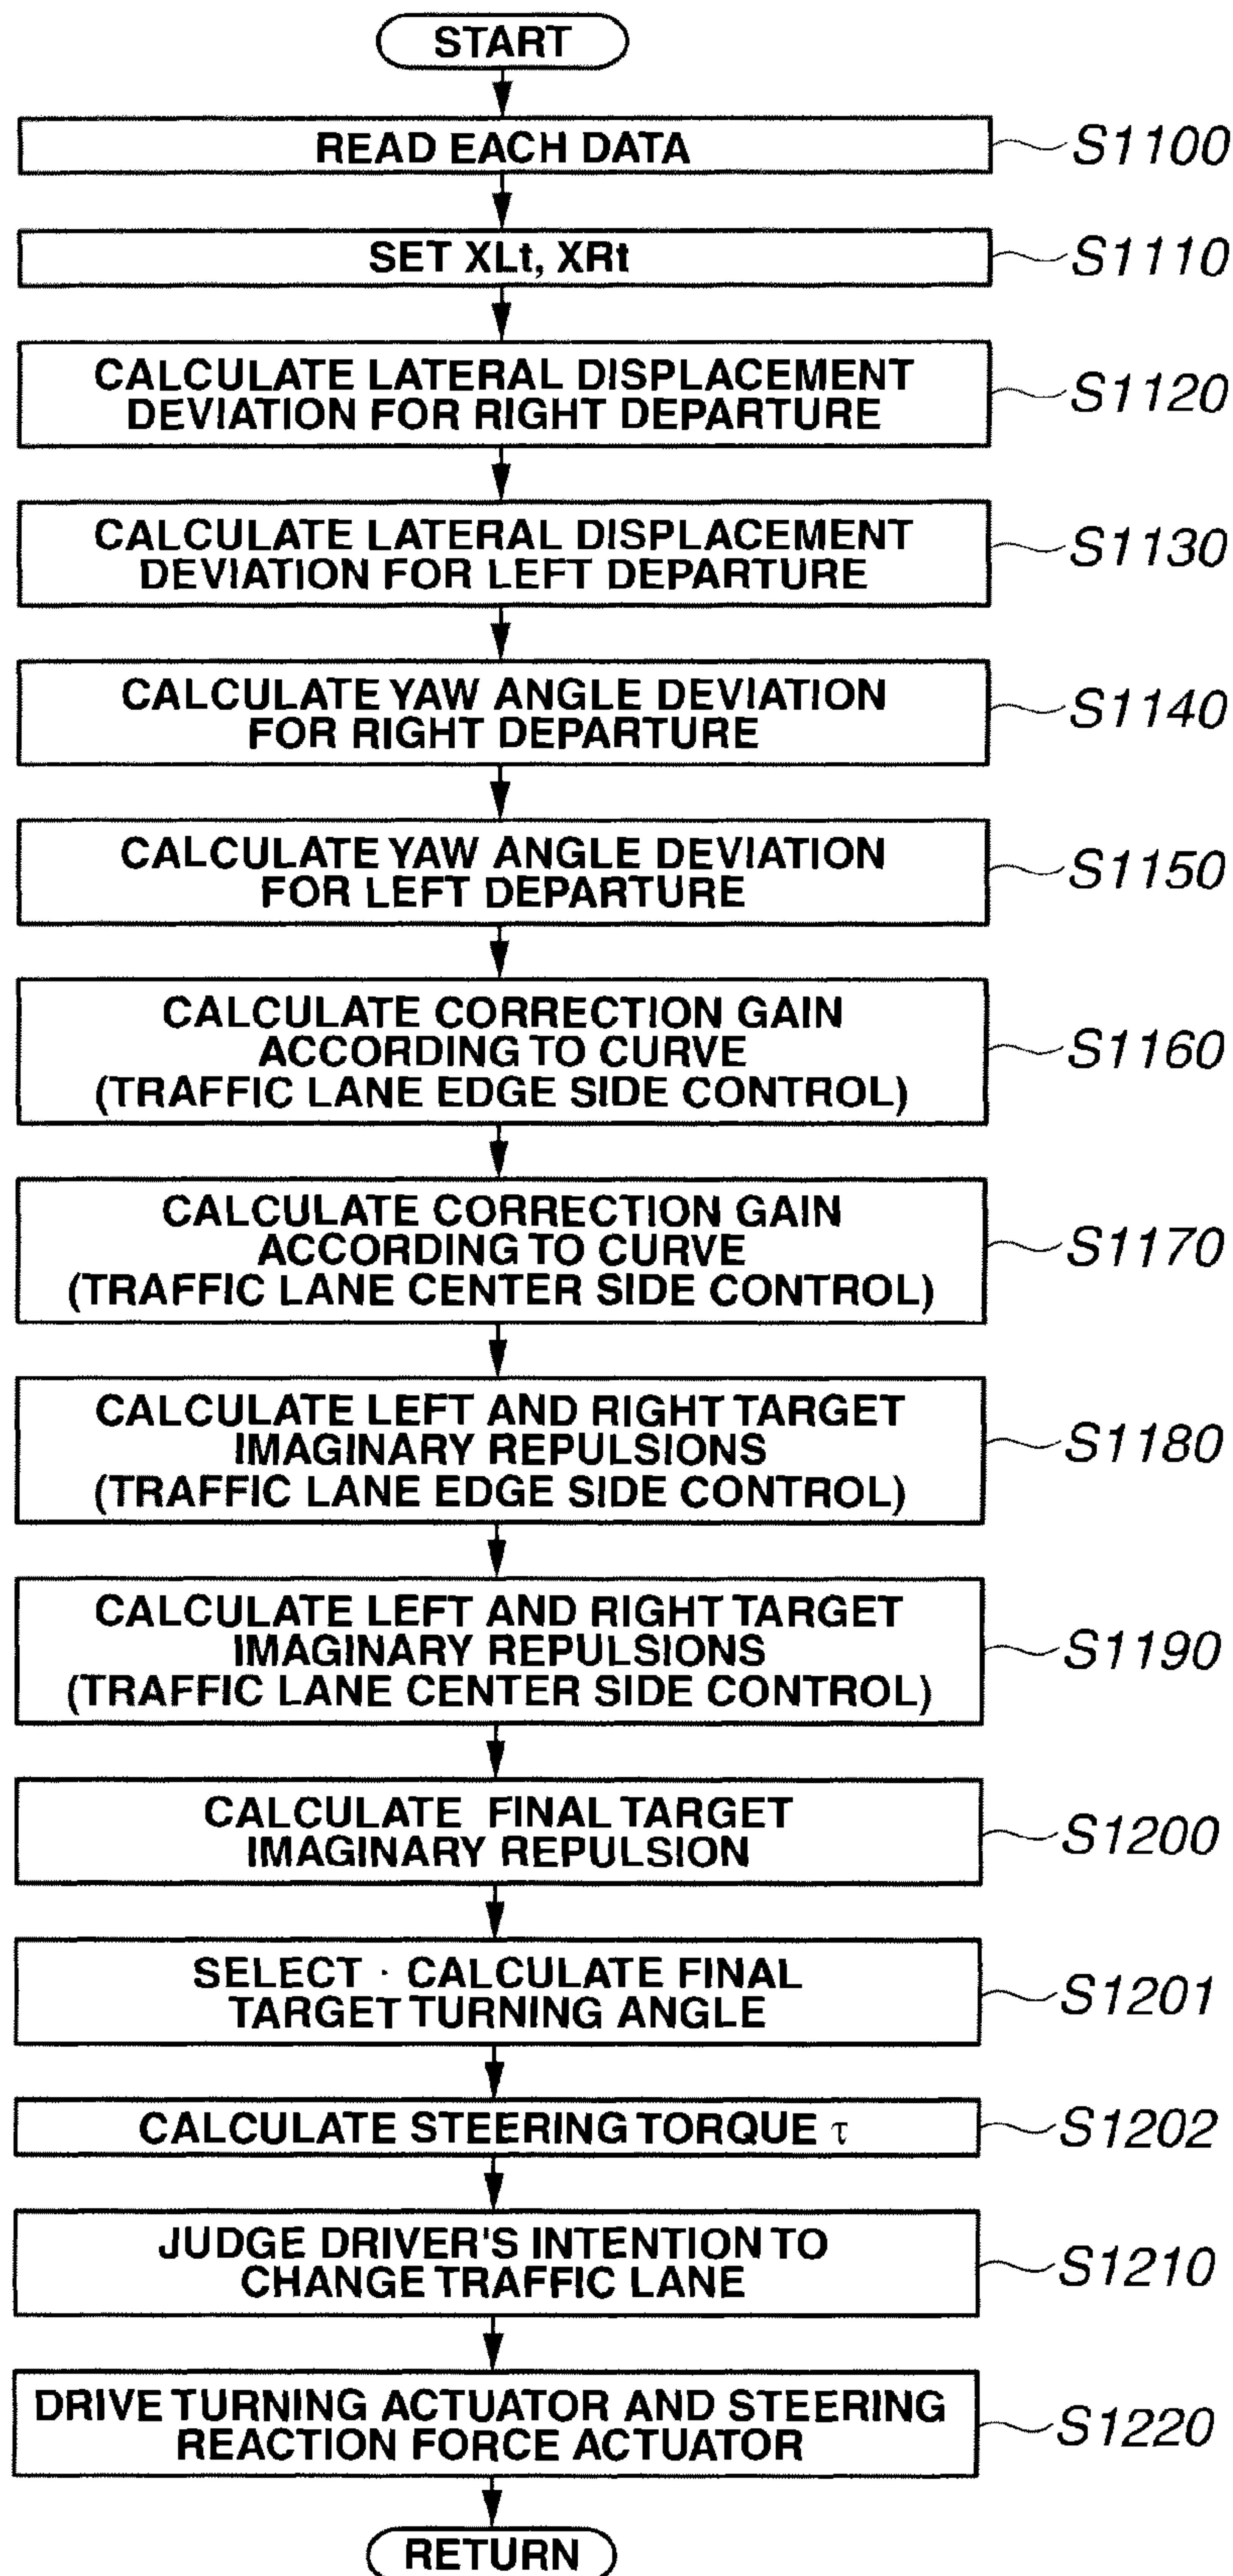 START
READ EACH DATA
S1100
SET XLt, XRt
S1110
CALCULATE LATERAL DISPLACEMENT
DEVIATION FOR RIGHT DEPARTURE
S1120
CALCULATE LATERAL DISPLACEMENT
DEVIATION FOR LEFT DEPARTURE
S1130
CALCULATE YAW ANGLE DEVIATION
FOR RIGHT DEPARTURE
S1140
CALCULATE YAW ANGLE DEVIATION
FOR LEFT DEPARTURE
S1150
CALCULATE CORRECTION GAIN
ACCORDING TO CURVE
(TRAFFIC LANE EDGE SIDE CONTROL)
S1160
CALCULATE CORRECTION GAIN
ACCORDING TO CURVE
(TRAFFIC LANE CENTER SIDE CONTROL)
S1170
CALCULATE LEFT AND RIGHT TARGET
IMAGINARY REPULSIONS
(TRAFFIC LANE EDGE SIDE CONTROL)
S1180
CALCULATE LEFT AND RIGHT TARGET
IMAGINARY REPULSIONS
(TRAFFIC LANE CENTER SIDE CONTROL)
S1190
CALCULATE FINAL TARGET
IMAGINARY REPULSION
S1200
SELECT · CALCULATE FINAL
TARGET TURNING ANGLE
S1201
CALCULATE STEERING TORQUE τ
S1202
JUDGE DRIVER'S INTENTION TO
CHANGE TRAFFIC LANE
S1210
DRIVE TURNING ACTUATOR AND STEERING
REACTION FORCE ACTUATOR
S1220
RETURN